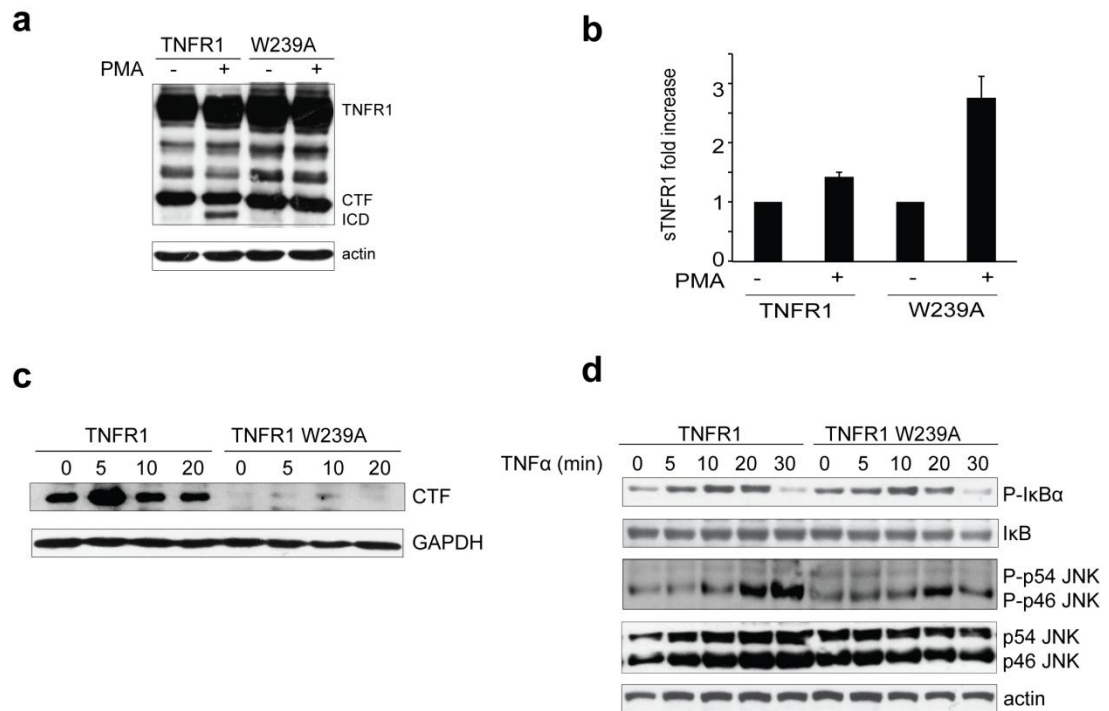 a
TNFR1 W239A
PMA - + - +
TNFR1
CTF
ICD
actin
b
sTNFR1 fold increase
3
2
1
0
PMA - + - +
TNFR1 W239A
c
TNFR1 TNFR1 W239A
0 5 10 20 0 5 10 20
CTF
GAPDH
d
TNFR1 TNFR1 W239A
TNFα (min) 0 5 10 20 30 0 5 10 20 30
P-IκBα
IκB
P-p54 JNK
P-p46 JNK
p54 JNK
p46 JNK
actin